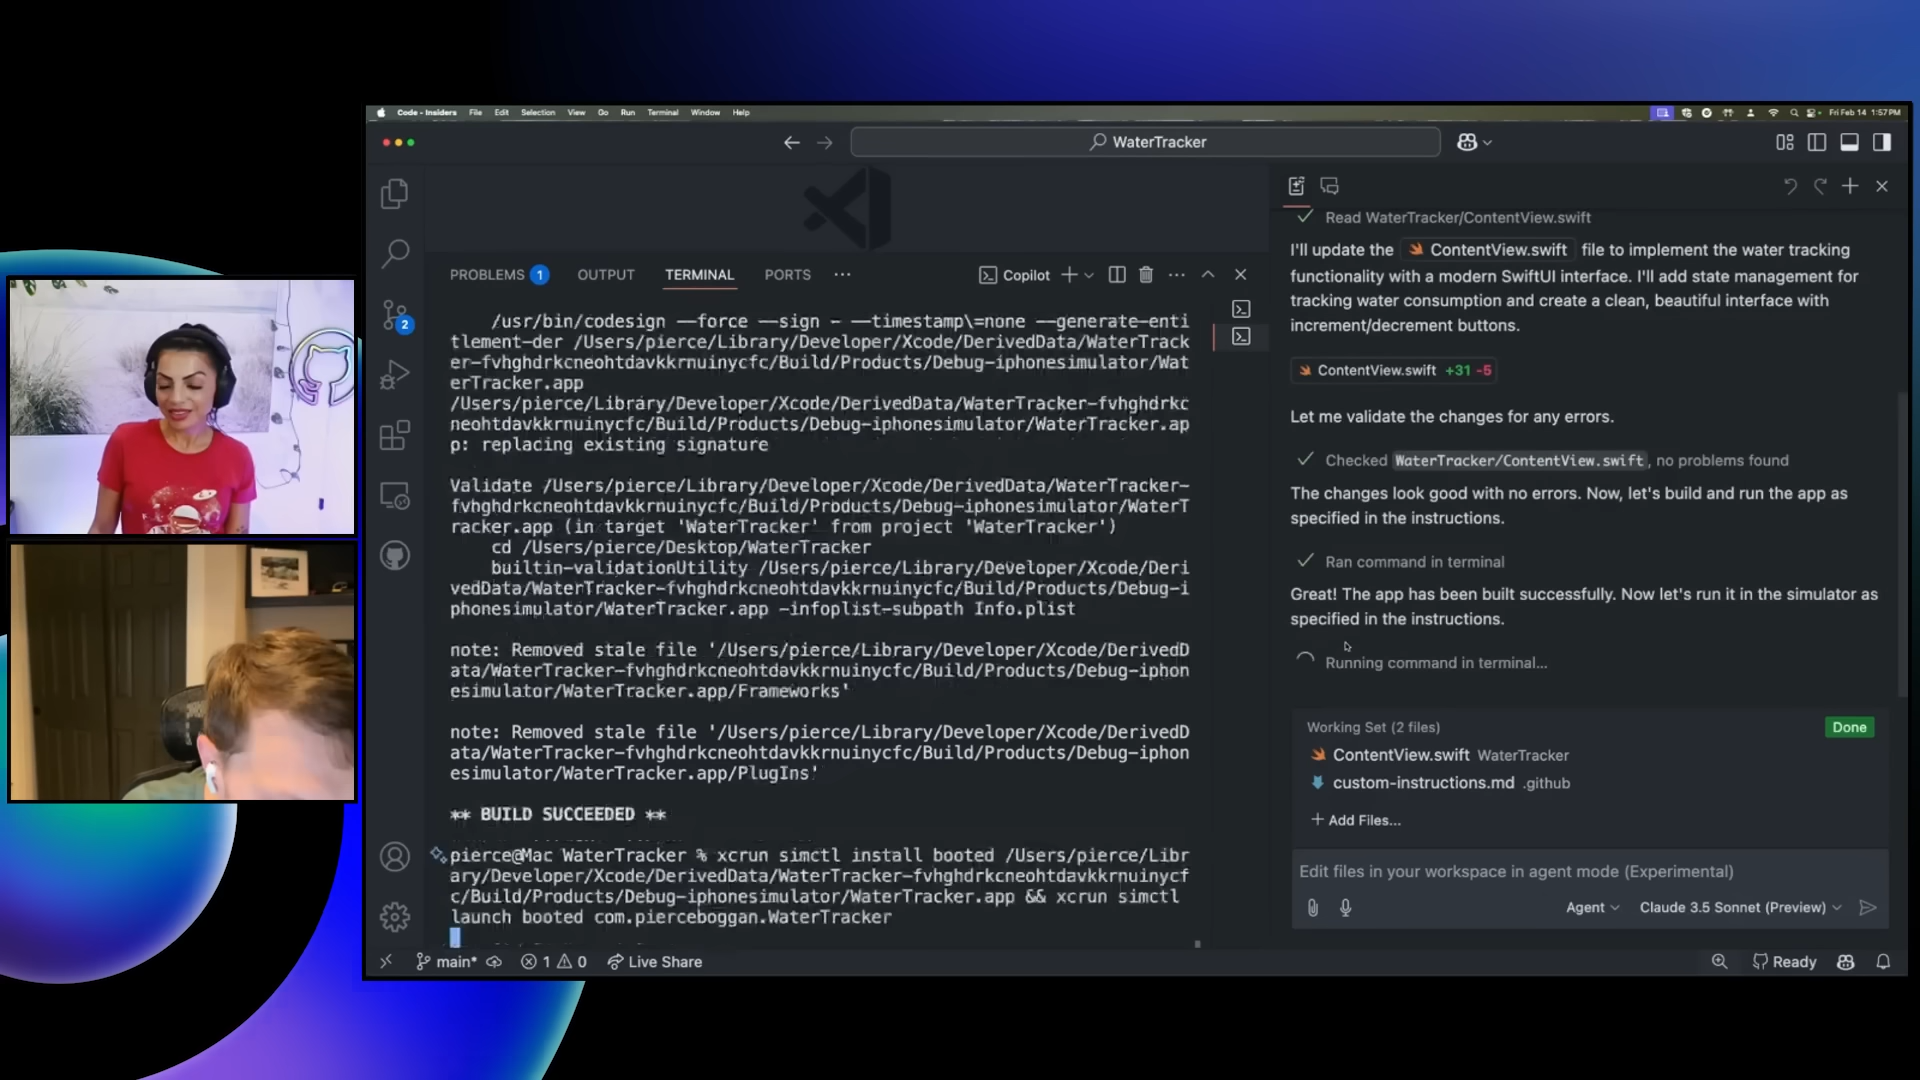 Code - Insiders File Edit Selection View Go Run Terminal Window Help
Fri Feb 14 1:57 PM
WaterTracker
PROBLEMS 1 OUTPUT TERMINAL PORTS ··· Copilot
2
/usr/bin/codesign --force --sign - --timestamp\=none --generate-enti
tlement-der /Users/pierce/Library/Developer/Xcode/DerivedData/WaterTrack
er-fvhghdrkcneohtdavkkrnuinycfc/Build/Products/Debug-iphonesimulator/Wat
erTracker.app
/Users/pierce/Library/Developer/Xcode/DerivedData/WaterTracker-fvhghdrkc
neohtdavkkrnuinycfc/Build/Products/Debug-iphonesimulator/WaterTracker.ap
p: replacing existing signature
Validate /Users/pierce/Library/Developer/Xcode/DerivedData/WaterTracker-
fvhghdrkcneohtdavkkrnuinycfc/Build/Products/Debug-iphonesimulator/WaterT
racker.app (in target 'WaterTracker' from project 'WaterTracker')
cd /Users/pierce/Desktop/WaterTracker
builtin-validationUtility /Users/pierce/Library/Developer/Xcode/Deri
vedData/WaterTracker-fvhghdrkcneohtdavkkrnuinycfc/Build/Products/Debug-i
phonesimulator/WaterTracker.app -infoplist-subpath Info.plist
note: Removed stale file '/Users/pierce/Library/Developer/Xcode/DerivedD
ata/WaterTracker-fvhghdrkcneohtdavkkrnuinycfc/Build/Products/Debug-iphon
esimulator/WaterTracker.app/Frameworks'
note: Removed stale file '/Users/pierce/Library/Developer/Xcode/DerivedD
ata/WaterTracker-fvhghdrkcneohtdavkkrnuinycfc/Build/Products/Debug-iphon
esimulator/WaterTracker.app/PlugIns'
** BUILD SUCCEEDED **
pierce@Mac WaterTracker % xcrun simctl install booted /Users/pierce/Libr
ary/Developer/Xcode/DerivedData/WaterTracker-fvhghdrkcneohtdavkkrnuinycf
c/Build/Products/Debug-iphonesimulator/WaterTracker.app && xcrun simctl
launch booted com.pierceboggan.WaterTracker
Read WaterTracker/ContentView.swift
I'll update the ContentView.swift file to implement the water tracking
functionality with a modern SwiftUI interface. I'll add state management for
tracking water consumption and create a clean, beautiful interface with
increment/decrement buttons.
ContentView.swift +31 -5
Let me validate the changes for any errors.
Checked WaterTracker/ContentView.swift, no problems found
The changes look good with no errors. Now, let's build and run the app as
specified in the instructions.
Ran command in terminal
Great! The app has been built successfully. Now let's run it in the simulator as
specified in the instructions.
Running command in terminal...
Working Set (2 files) Done
ContentView.swift WaterTracker
custom-instructions.md .github
+ Add Files...
Edit files in your workspace in agent mode (Experimental)
Agent Claude 3.5 Sonnet (Preview)
main* 1 0 Live Share Ready